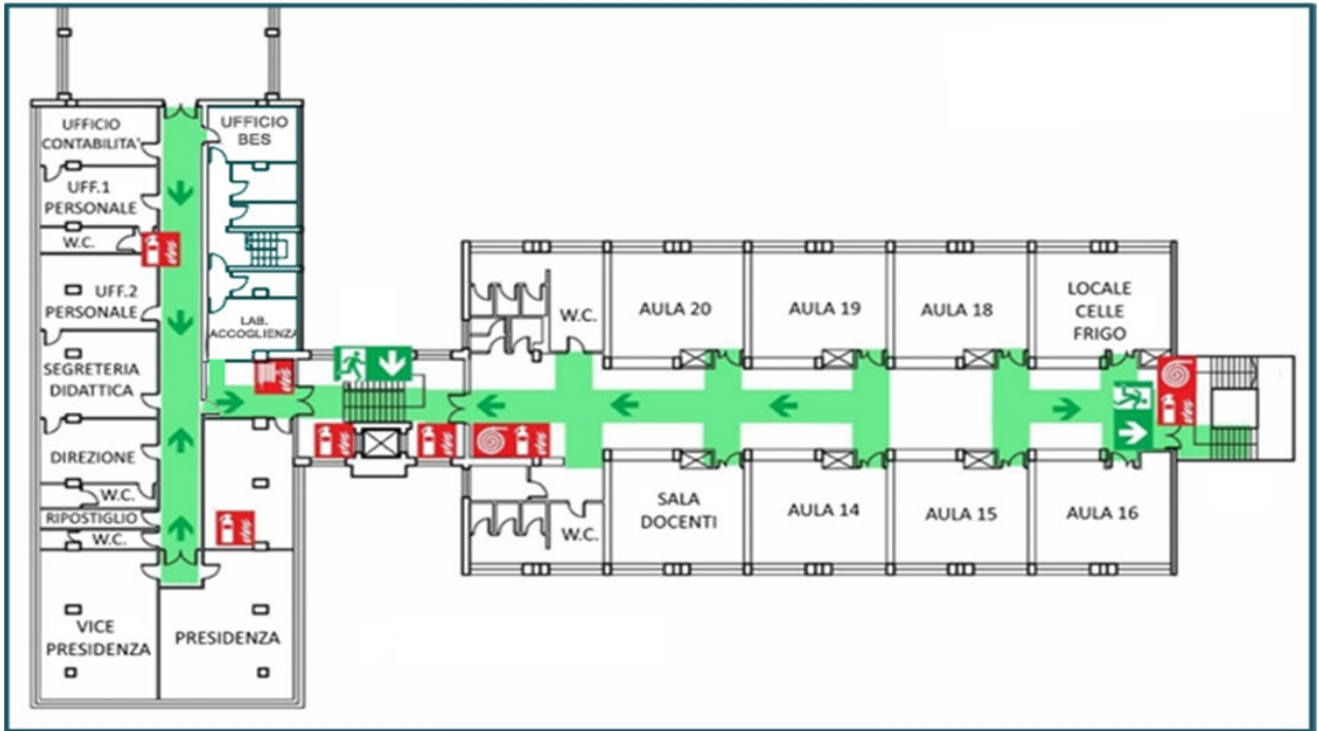 UFFICIO
CONTABILITA'
UFFICIO
BES
UFF.1
PERSONALE
W.C.
UFF.2
PERSONALE
LAB.
ACCOGLIENZA
SEGRETERIA
DIDATTICA
DIREZIONE
W.C.
RIPOSTIGLIO
W.C.
VICE
PRESIDENZA
PRESIDENZA
W.C.
AULA 20
AULA 19
AULA 18
LOCALE
CELLE
FRIGO
W.C.
SALA
DOCENTI
AULA 14
AULA 15
AULA 16